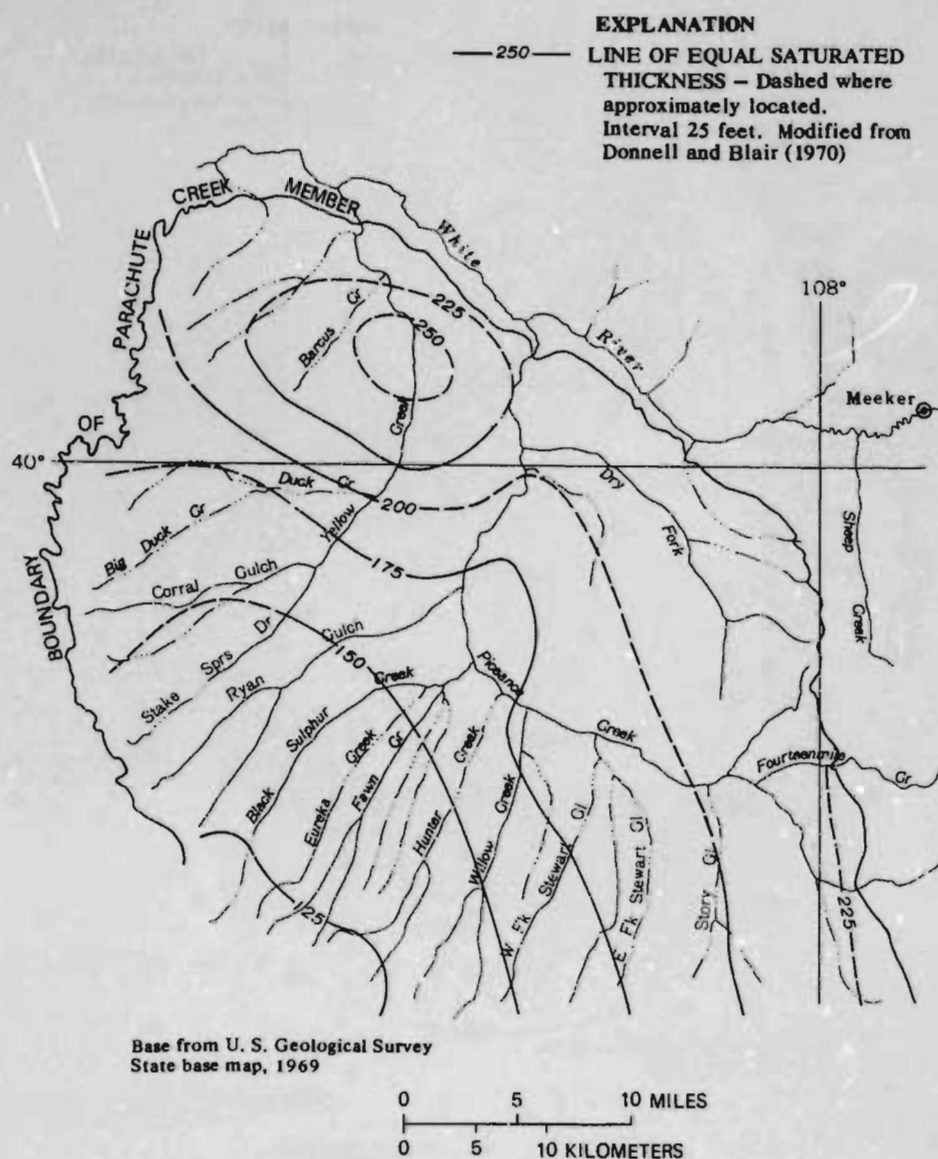 EXPLANATION
—250— LINE OF EQUAL SATURATED
THICKNESS – Dashed where
approximately located.
Interval 25 feet. Modified from
Donnell and Blair (1970)
CREEK
MEMBER
PARACHUTE
OF
BOUNDARY
White
River
108°
Meeker
40°
225
250
Barcus Cr
Creek
Yellow
Duck Cr
200
Dry
Fork
Sheep
Creek
Big Duck Cr
175
Corral Gulch
Stake Sprs Dr
Ryan Gulch
150
Piceance
Creek
Black Sulphur Creek
Eureka Creek
Fawn Cr
Hunter Creek
Willow Creek
W Fk Stewart Gl
E Fk Stewart Gl
Story Gl
Fourteenmile
Cr
125
225
Base from U. S. Geological Survey
State base map, 1969
0 5 10 MILES
0 5 10 KILOMETERS